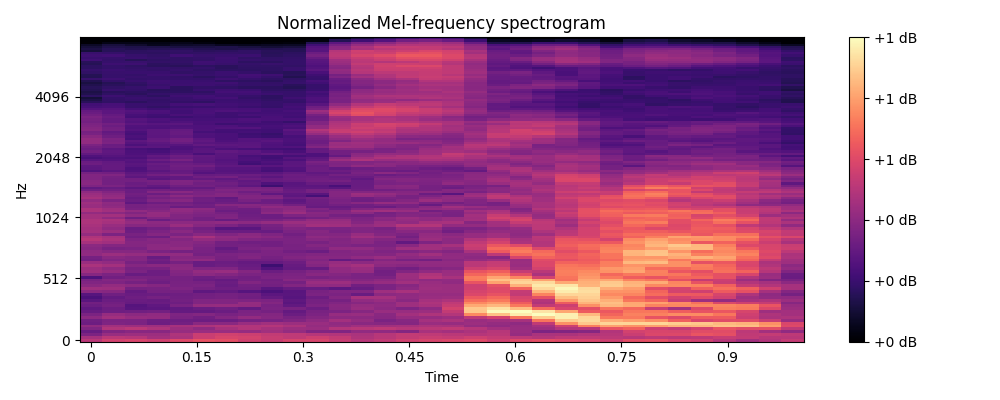 Normalized Mel-frequency spectrogram
Hz
4096
2048
1024
512
0
0 0.15 0.3 0.45 0.6 0.75 0.9
Time
+1 dB
+1 dB
+1 dB
+0 dB
+0 dB
+0 dB